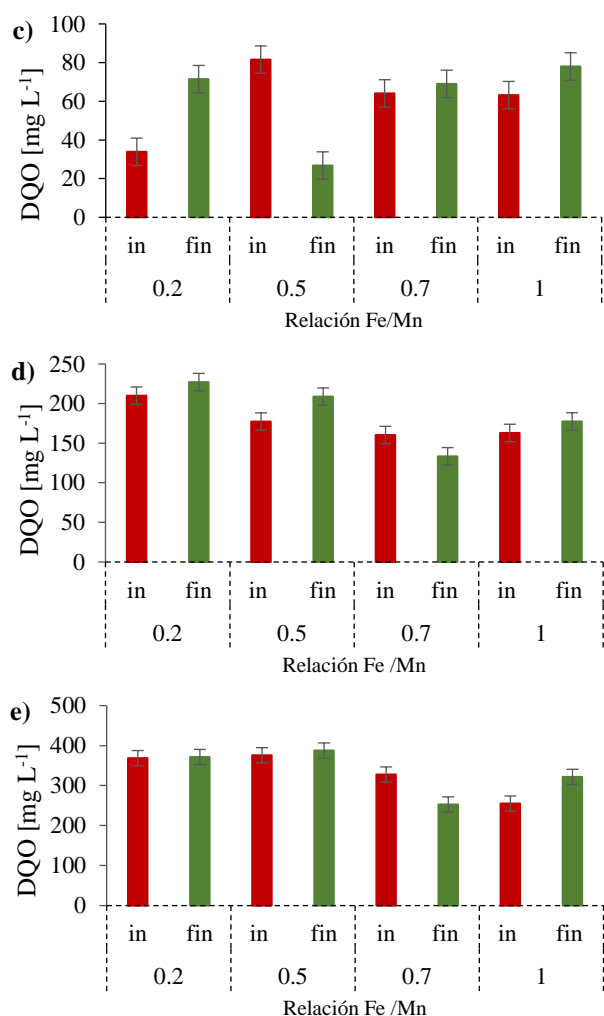 c)
DQO [mg L-1]
100
80
60
40
20
0
in fin in fin in fin in fin
0.2 0.5 0.7 1
Relación Fe/Mn
d)
DQO [mg L-1]
250
200
150
100
50
0
in fin in fin in fin in fin
0.2 0.5 0.7 1
Relación Fe /Mn
e)
DQO [mg L-1]
500
400
300
200
100
0
in fin in fin in fin in fin
0.2 0.5 0.7 1
Relación Fe /Mn